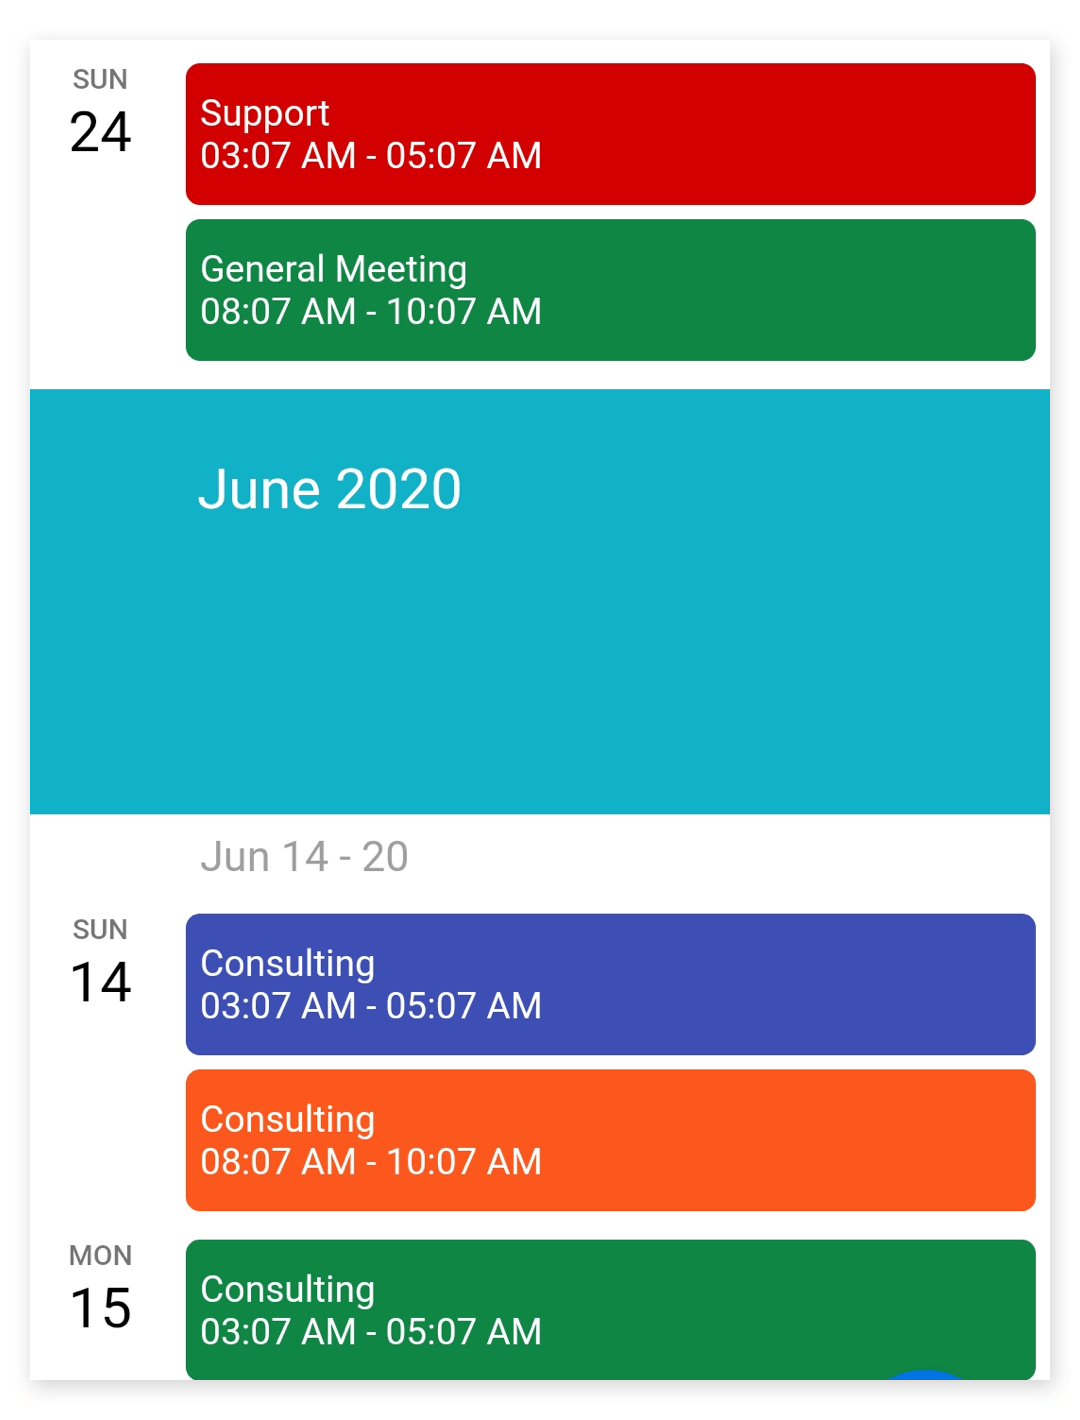 SUN
24
Support
03:07 AM - 05:07 AM
General Meeting
08:07 AM - 10:07 AM
June 2020
Jun 14 - 20
SUN
14
Consulting
03:07 AM - 05:07 AM
Consulting
08:07 AM - 10:07 AM
MON
15
Consulting
03:07 AM - 05:07 AM